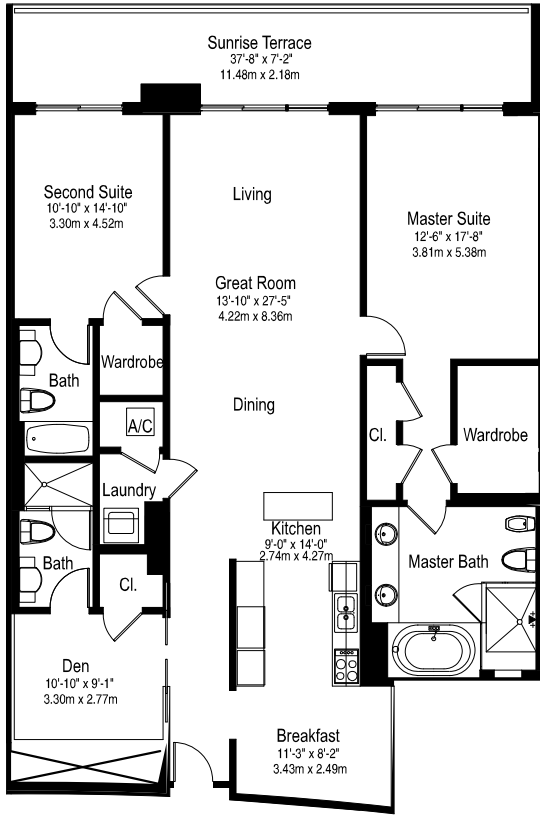 Sunrise Terrace
37'-8" x 7'-2"
11.48m x 2.18m
Second Suite
10'-10" x 14'-10"
3.30m x 4.52m
Living
Master Suite
12'-6" x 17'-8"
3.81m x 5.38m
Great Room
13'-10" x 27'-5"
4.22m x 8.36m
Wardrobe
Bath
Dining
A/C
Cl.
Wardrobe
Laundry
Kitchen
9'-0" x 14'-0"
2.74m x 4.27m
Bath
Master Bath
Cl.
Den
10'-10" x 9'-1"
3.30m x 2.77m
Breakfast
11'-3" x 8'-2"
3.43m x 2.49m